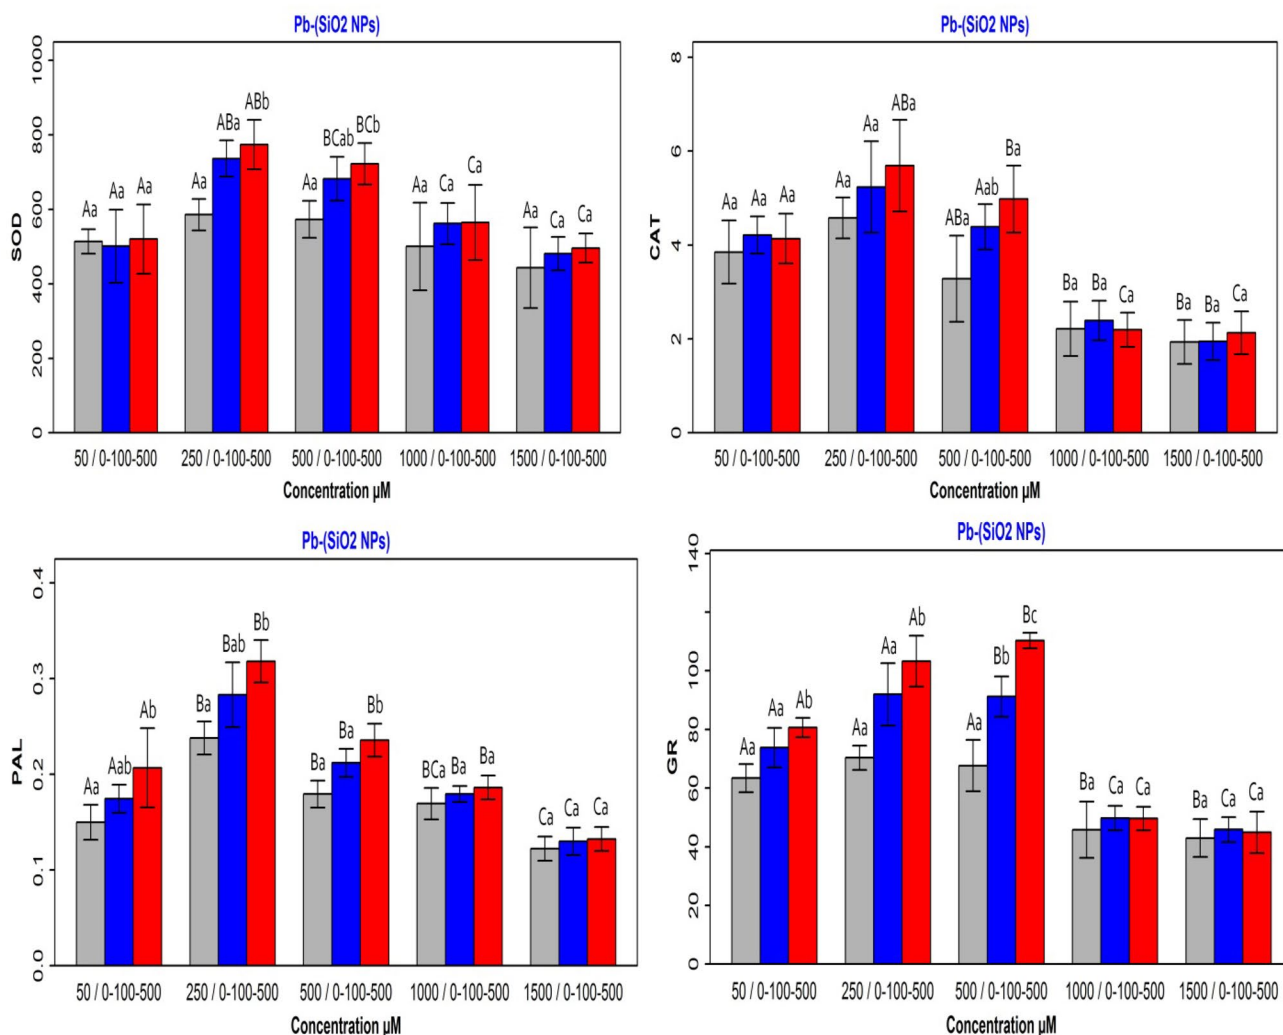 Pb-(SiO2 NPs)
SOD
0
200
400
600
800
1000
Aa Aa Aa
Aa ABa ABb
Aa BCab BCb
Aa Ca Ca
Aa Ca Ca
50 / 0-100-500 250 / 0-100-500 500 / 0-100-500 1000 / 0-100-500 1500 / 0-100-500
Concentration µM
Pb-(SiO2 NPs)
CAT
0
2
4
6
8
Aa Aa Aa
Aa Aa ABa
ABa Aab Ba
Ba Ba Ca
Ba Ba Ca
50 / 0-100-500 250 / 0-100-500 500 / 0-100-500 1000 / 0-100-500 1500 / 0-100-500
Concentration µM
Pb-(SiO2 NPs)
PAL
0.0
0.1
0.2
0.3
0.4
Aa Aab Ab
Ba Bab Bb
Ba Ba Bb
BCa Ba Ba
Ca Ca Ca
50 / 0-100-500 250 / 0-100-500 500 / 0-100-500 1000 / 0-100-500 1500 / 0-100-500
Concentration µM
Pb-(SiO2 NPs)
GR
0
20
40
60
80
100
140
Aa Aa Ab
Aa Aa Ab
Aa Bb Bc
Ba Ca Ca
Ba Ca Ca
50 / 0-100-500 250 / 0-100-500 500 / 0-100-500 1000 / 0-100-500 1500 / 0-100-500
Concentration µM